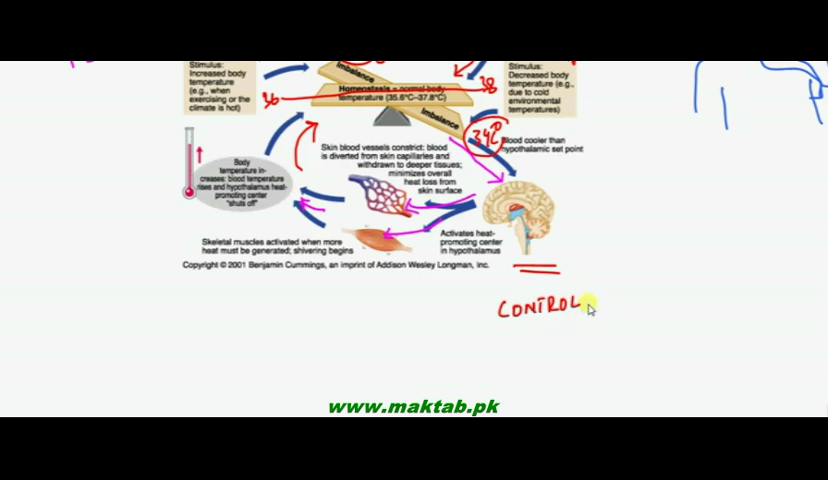 Stimulus:
Increased body
temperature
(e.g., when
exercising or the
climate is hot)
Imbalance
Stimulus:
Decreased body
temperature (e.g.,
due to cold
environmental
temperatures)
36
Homeostasis = normal body
temperature (35.6°C–37.8°C)
38
Imbalance
34°
Blood cooler than
hypothalamic set point
Skin blood vessels constrict: blood
is diverted from skin capillaries and
withdrawn to deeper tissues;
minimizes overall
heat loss from
skin surface
Body
temperature in-
creases: blood temperature
rises and hypothalamus heat-
promoting center
"shuts off"
Activates heat-
promoting center
in hypothalamus
Skeletal muscles activated when more
heat must be generated; shivering begins
Copyright © 2001 Benjamin Cummings, an imprint of Addison Wesley Longman, Inc.
CONTROL
www.maktab.pk